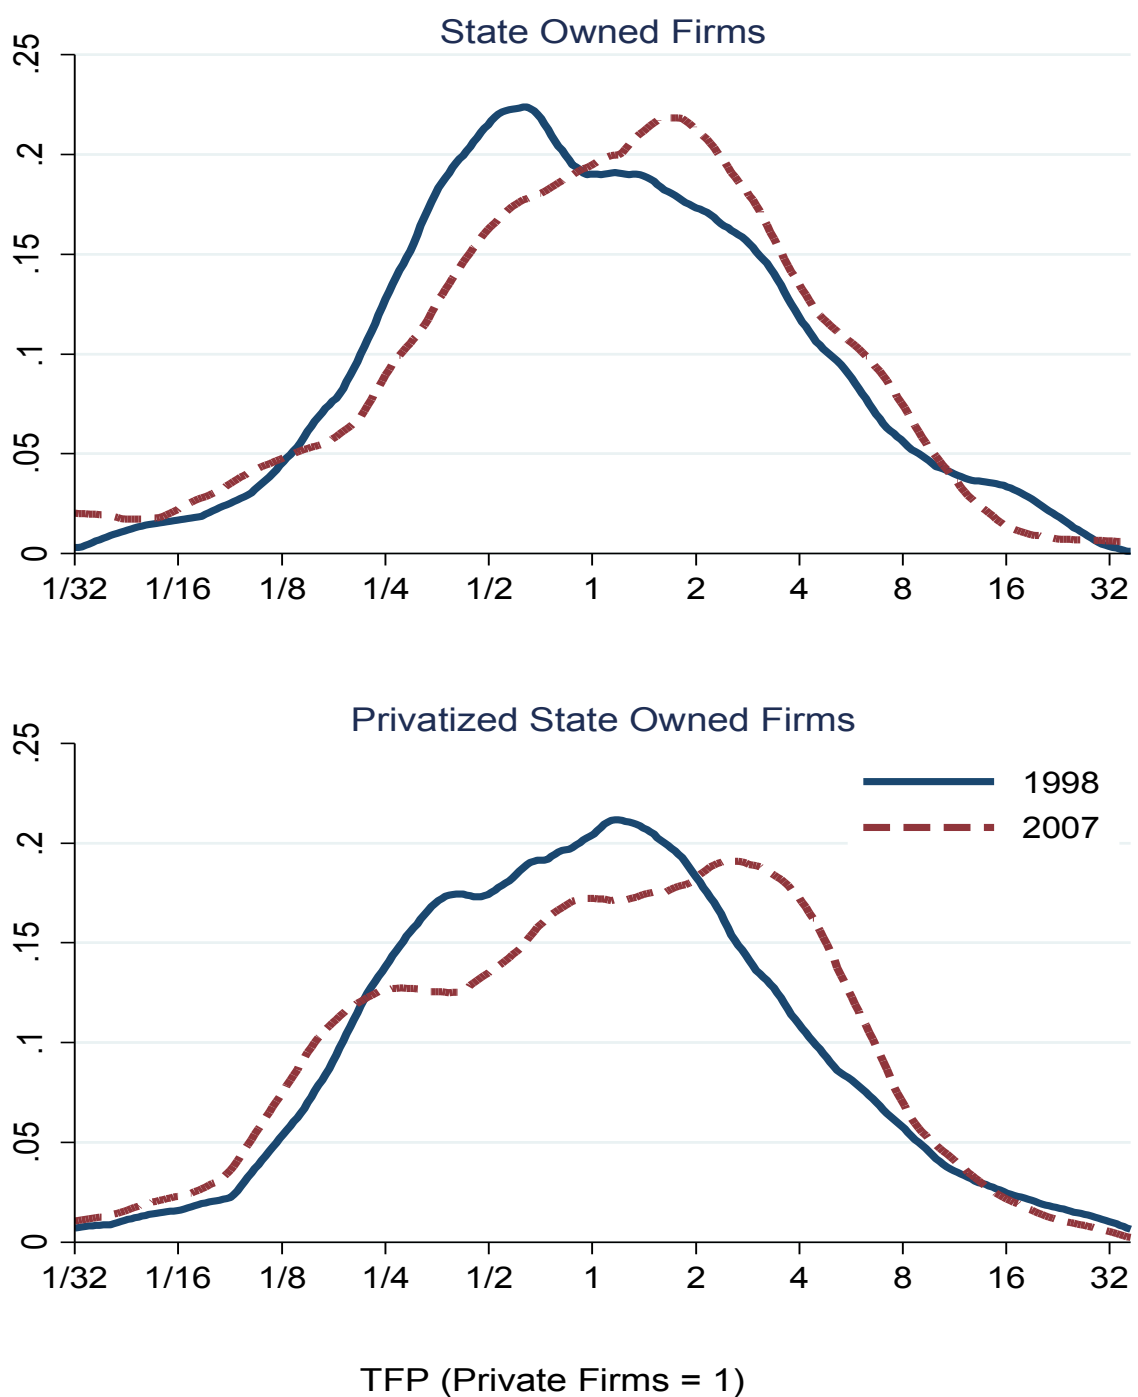 State Owned Firms
.25
.2
.15
.1
.05
0
1/32 1/16 1/8 1/4 1/2 1 2 4 8 16 32
Privatized State Owned Firms
.25
1998
2007
.2
.15
.1
.05
0
1/32 1/16 1/8 1/4 1/2 1 2 4 8 16 32
TFP (Private Firms = 1)